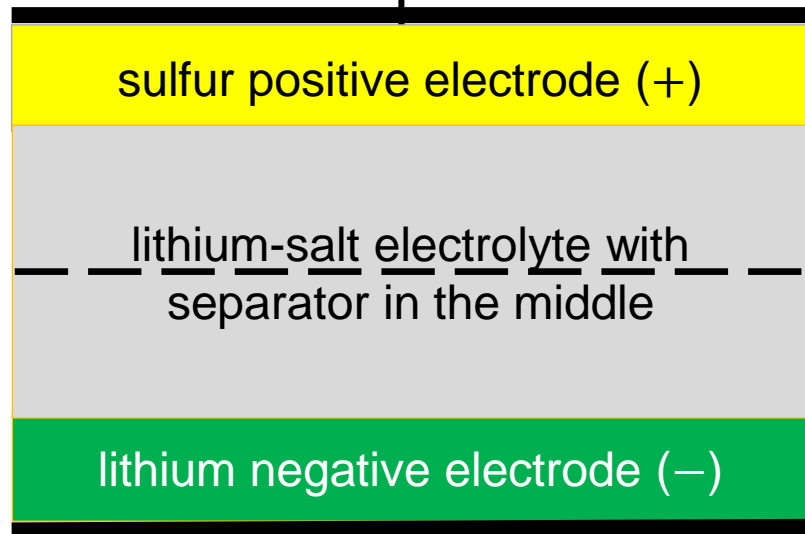 sulfur positive electrode (+)
lithium-salt electrolyte with
separator in the middle
lithium negative electrode (−)